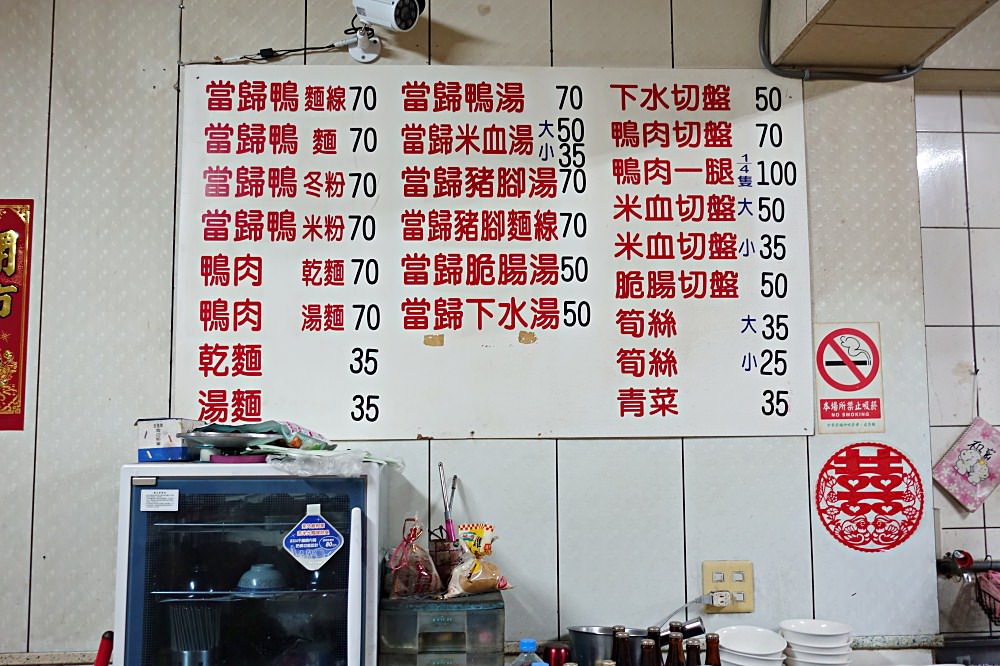 當歸鴨 麵線 70
當歸鴨 麵 70
當歸鴨 冬粉 70
當歸鴨 米粉 70
鴨肉 乾麵 70
鴨肉 湯麵 70
乾麵 35
湯麵 35
當歸鴨湯 70
當歸米血湯 大50
小35
當歸豬腳湯 70
當歸豬腳麵線 70
當歸脆腸湯 50
當歸下水湯 50
下水切盤 50
鴨肉切盤 70
鴨肉一腿 1/4隻 100
米血切盤 大 50
米血切盤 小 35
脆腸切盤 50
筍絲 大 35
筍絲 小 25
青菜 35
本場所禁止吸菸
NO SMOKING
囍